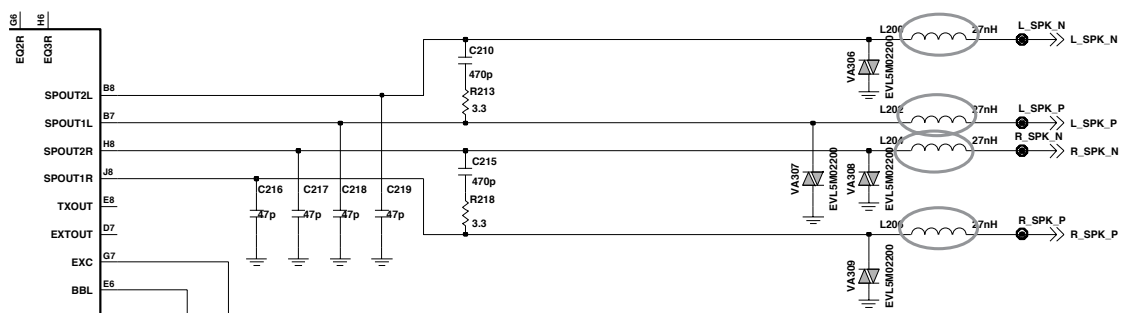 G6
H6
EQ2R
EQ3R
SPOUT2L
B8
SPOUT1L
B7
SPOUT2R
H8
SPOUT1R
J8
TXOUT
E8
EXTOUT
D7
EXC
G7
BBL
E6
C216
47p
C217
47p
C218
47p
C219
47p
C210
470p
R213
3.3
C215
470p
R218
3.3
VA306
EVL5M02200
VA307
EVL5M02200
VA308
EVL5M02200
VA309
EVL5M02200
L200
27nH
L_SPK_N
L_SPK_N
L202
27nH
L_SPK_P
L_SPK_P
L204
27nH
R_SPK_N
R_SPK_N
L206
27nH
R_SPK_P
R_SPK_P